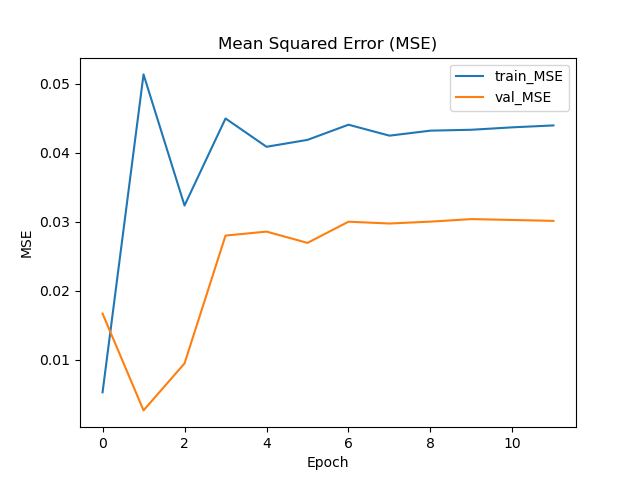 Mean Squared Error (MSE)
train_MSE
val_MSE
0.05
0.04
0.03
0.02
0.01
MSE
0 2 4 6 8 10
Epoch